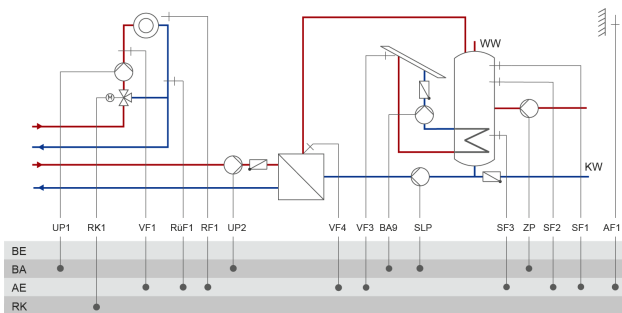 WW
M
KW
UP1 RK1 VF1 RüF1 RF1 UP2 VF4 VF3 BA9 SLP SF3 ZP SF2 SF1 AF1
BE
BA
AE
RK